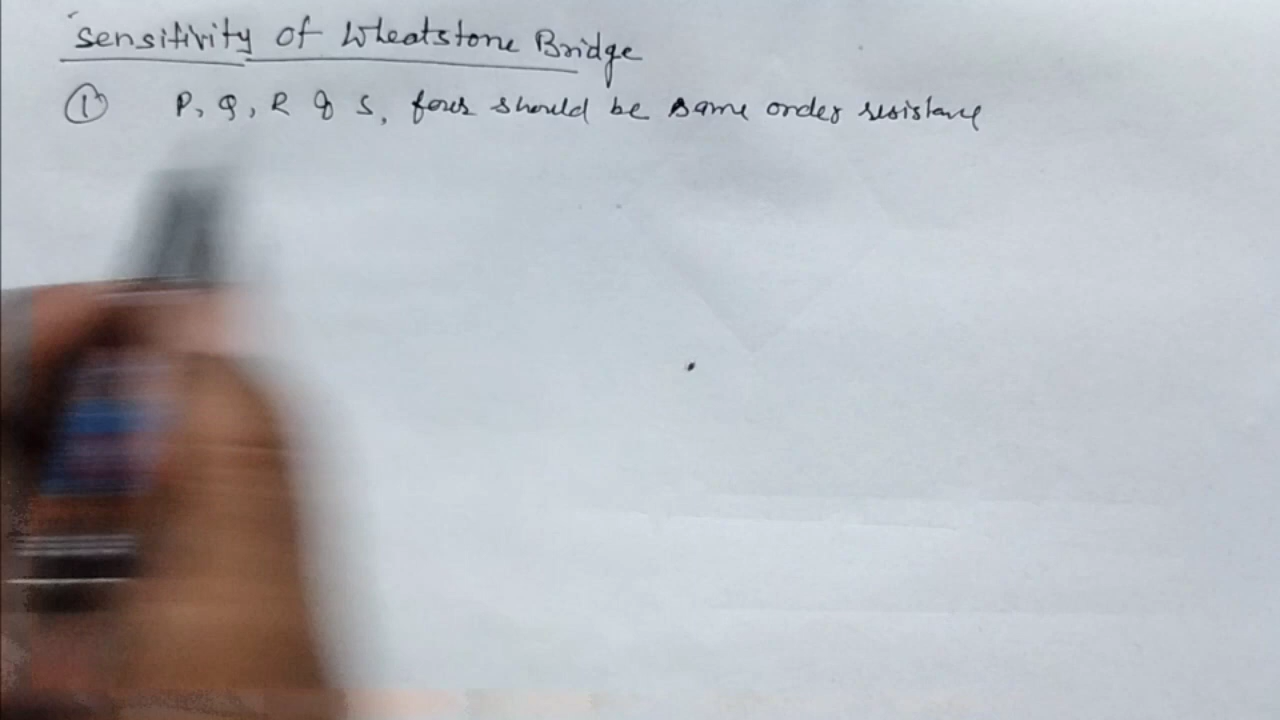 Sensitivity of Wheatstone Bridge
① P, Q, R & S, four should be same order resistance